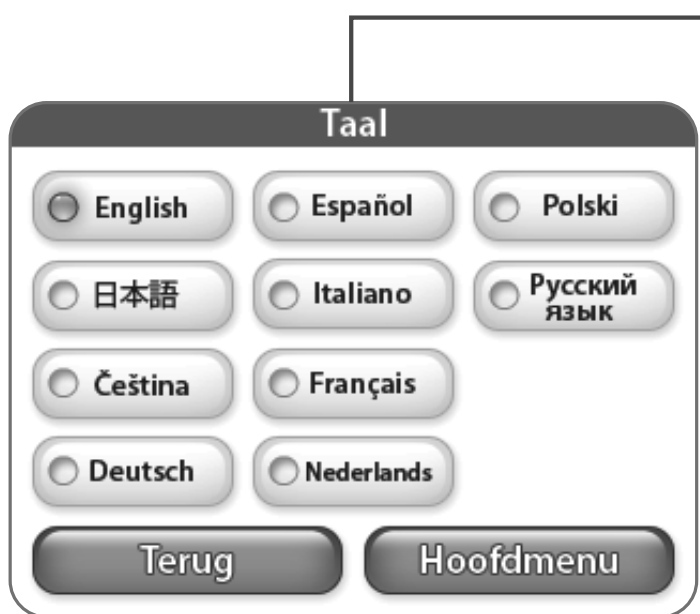 Taal
English
Español
Polski
日本語
Italiano
Русский
язык
Čeština
Français
Deutsch
Nederlands
Terug
Hoofdmenu